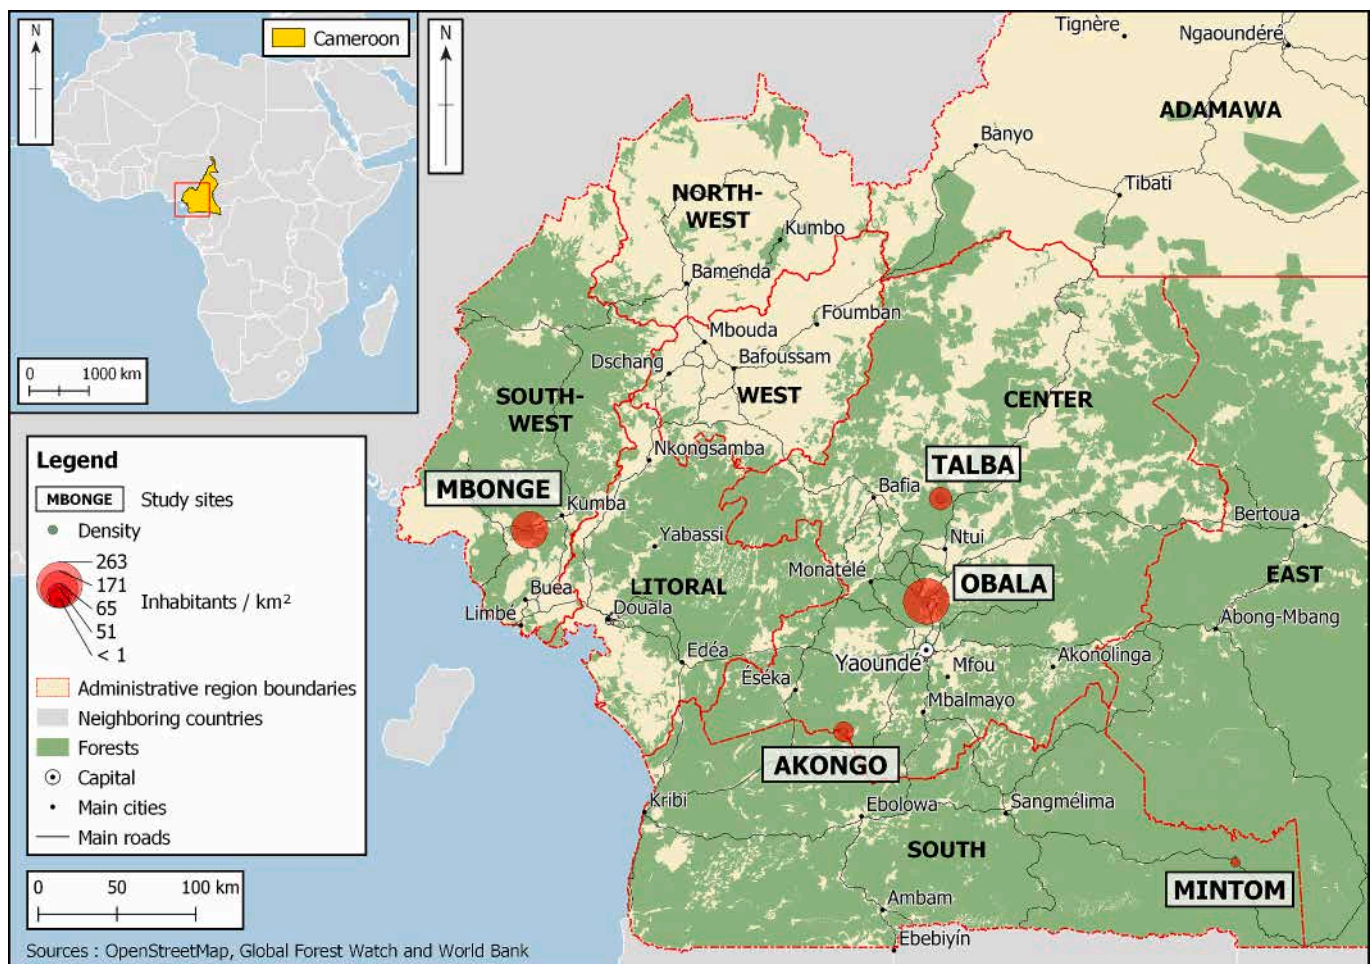 N
Cameroon
0
1000 km
N
Tignère
Ngaoundéré
ADAMAWA
Banyo
Tibati
NORTH-
WEST
Kumbo
Bamenda
Foumban
Mbouda
Dschang
Bafoussam
WEST
SOUTH-
WEST
CENTER
Nkongsamba
TALBA
MBONGE
Bafia
Kumba
Bertoua
Yabassi
Ntui
Monatélé
OBALA
EAST
LITORAL
Buea
Limbé
Douala
Abong-Mbang
Edéa
Yaoundé
Mfou
Akonolinga
Éséka
Mbalmayo
AKONGO
Kribi
Ebolowa
Sangmélima
SOUTH
MINTOM
Ambam
Ebebiyín
Legend
MBONGE
Study sites
Density
263
171
65
51
< 1
Inhabitants / km²
Administrative region boundaries
Neighboring countries
Forests
Capital
Main cities
Main roads
0 50 100 km
Sources : OpenStreetMap, Global Forest Watch and World Bank